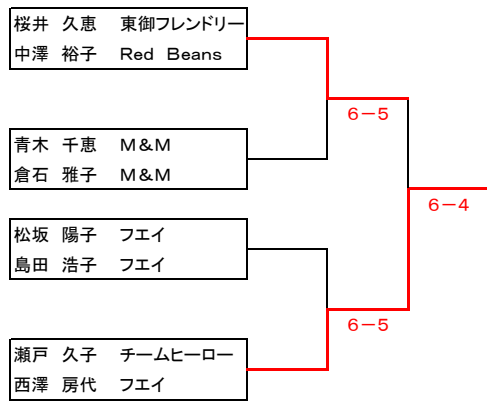 桜井 久恵 東御フレンドリー
中澤 裕子 Red Beans
6－5
青木 千恵 M＆M
倉石 雅子 M＆M
6－4
松坂 陽子 フエイ
島田 浩子 フエイ
6－5
瀬戸 久子 チームヒーロー
西澤 房代 フエイ